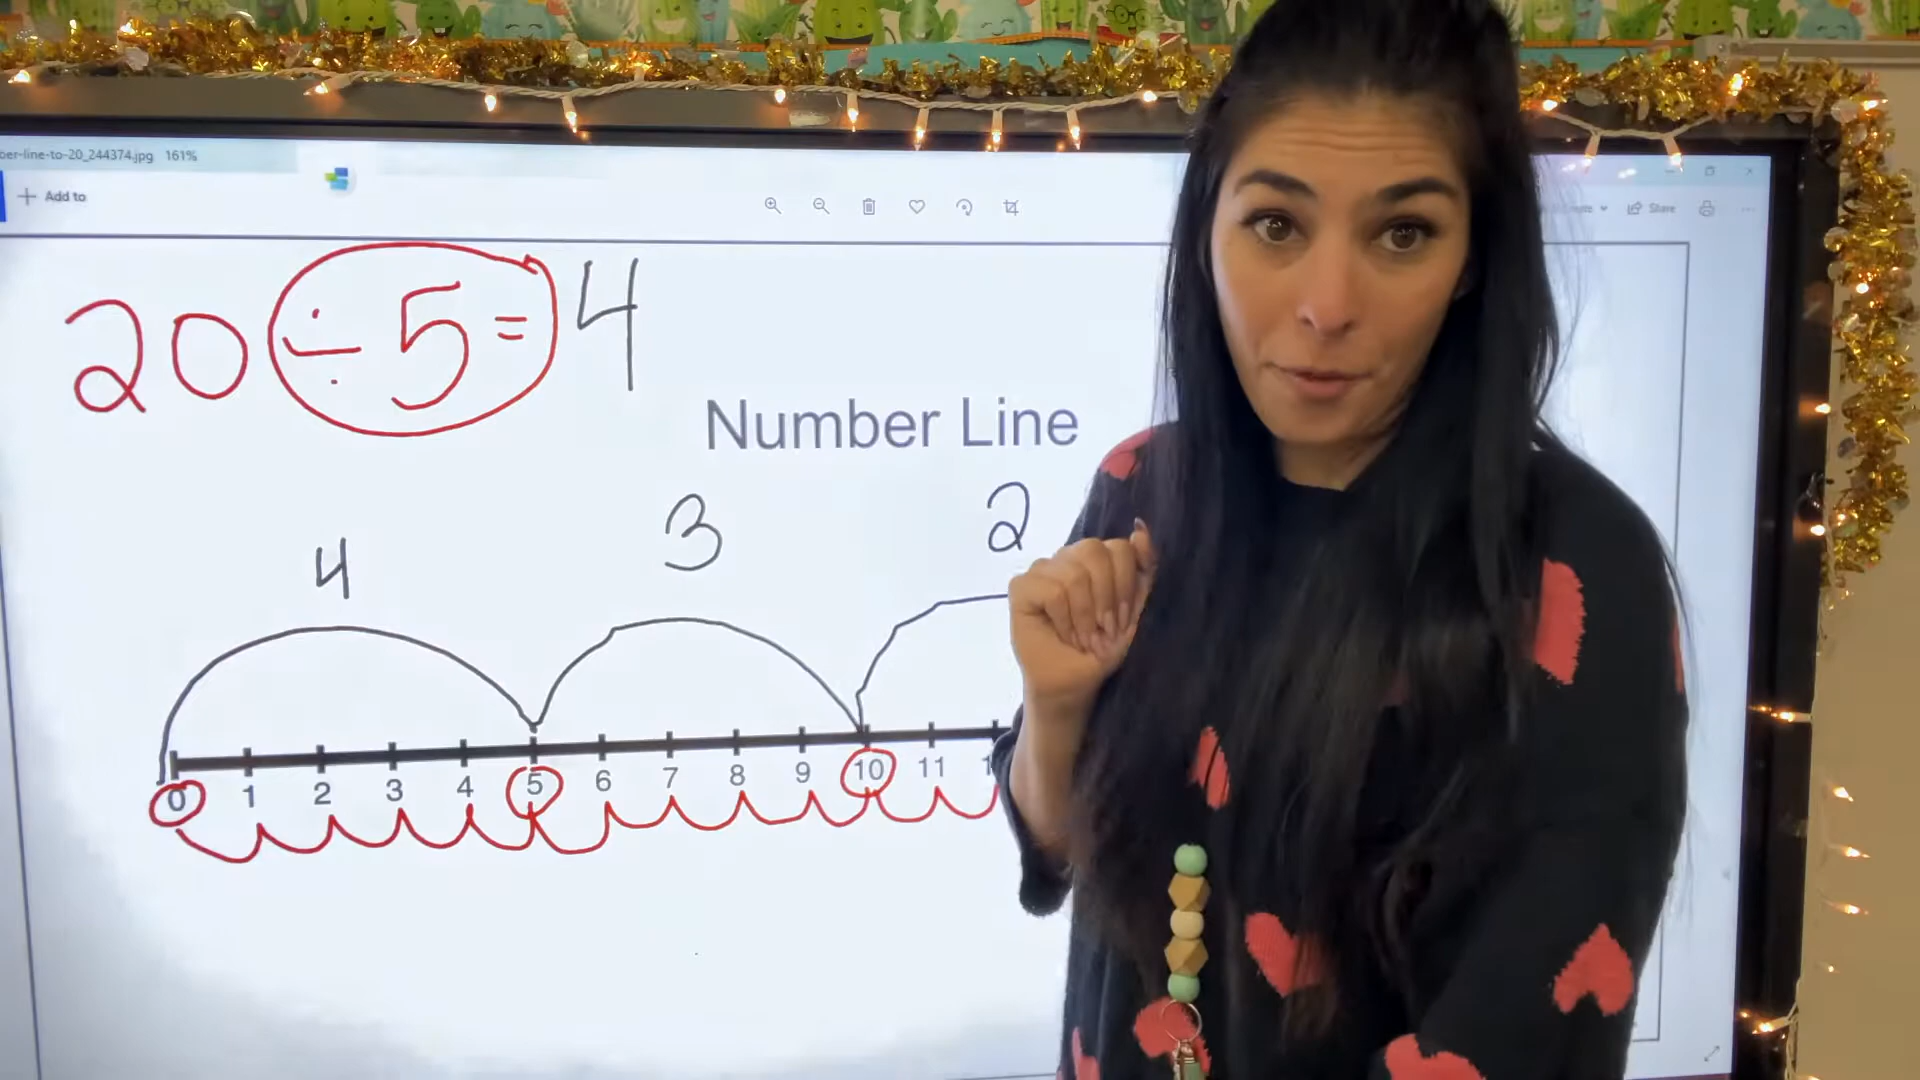 ber-line-to-20_244374.jpg 161%
+ Add to
Share
20 ÷ 5 = 4
Number Line
4 3 2
0 1 2 3 4 5 6 7 8 9 10 11 1